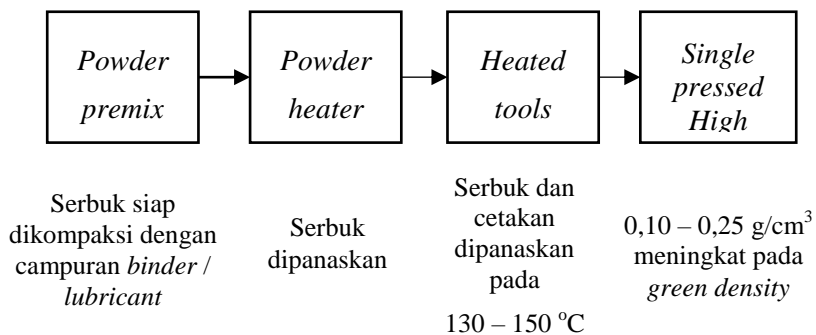 Powder
premix
Powder
heater
Heated
tools
Single
pressed
High
Serbuk siap
dikompaksi dengan
campuran binder /
lubricant
Serbuk
dipanaskan
Serbuk dan
cetakan
dipanaskan
pada
130 – 150 °C
0,10 – 0,25 g/cm³
meningkat pada
green density